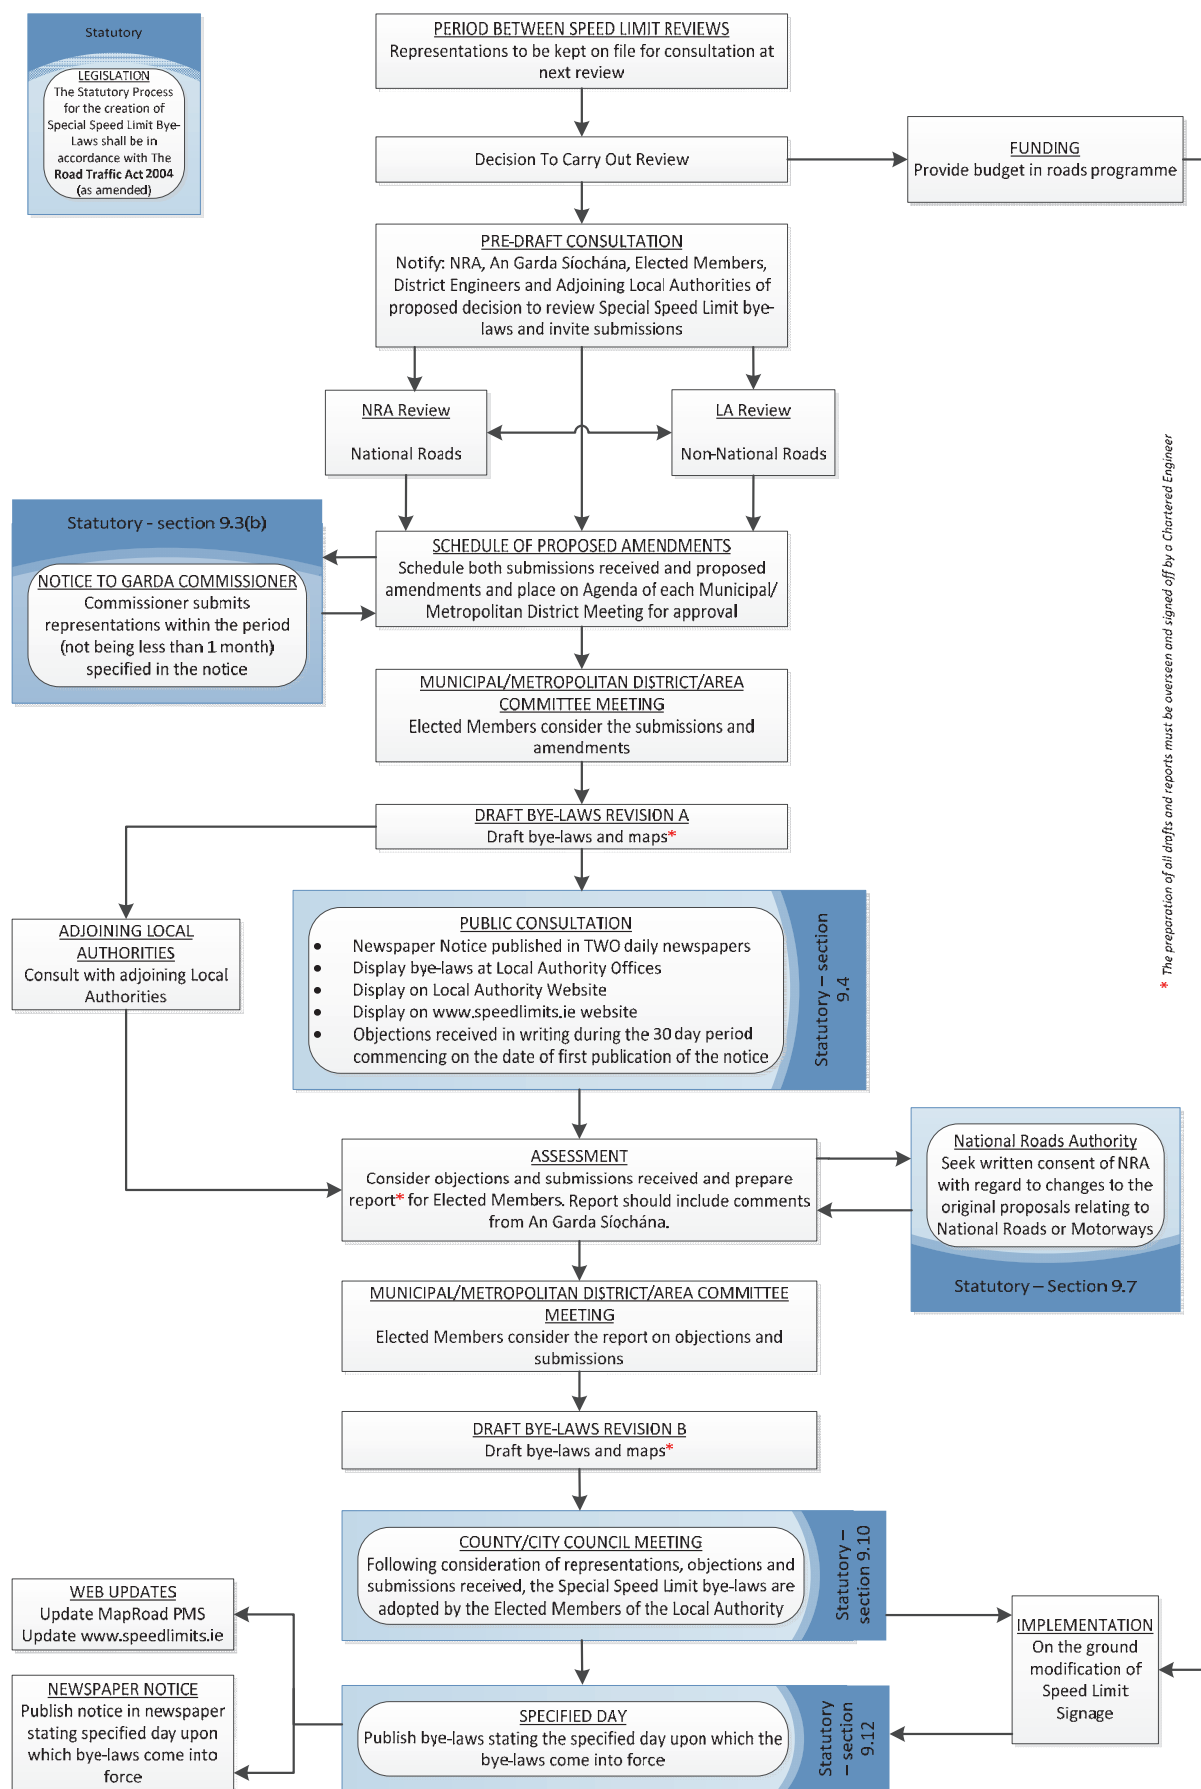 Statutory
LEGISLATION
The Statutory Process
for the creation of
Special Speed Limit Bye-
Laws shall be in
accordance with The
Road Traffic Act 2004
(as amended)
PERIOD BETWEEN SPEED LIMIT REVIEWS
Representations to be kept on file for consultation at
next review
Decision To Carry Out Review
FUNDING
Provide budget in roads programme
PRE-DRAFT CONSULTATION
Notify: NRA, An Garda Síochána, Elected Members,
District Engineers and Adjoining Local Authorities of
proposed decision to review Special Speed Limit bye-
laws and invite submissions
NRA Review
National Roads
LA Review
Non-National Roads
Statutory - section 9.3(b)
NOTICE TO GARDA COMMISSIONER
Commissioner submits
representations within the period
(not being less than 1 month)
specified in the notice
SCHEDULE OF PROPOSED AMENDMENTS
Schedule both submissions received and proposed
amendments and place on Agenda of each Municipal/
Metropolitan District Meeting for approval
* The preparation of all drafts and reports must be overseen and signed off by a Chartered Engineer
MUNICIPAL/METROPOLITAN DISTRICT/AREA
COMMITTEE MEETING
Elected Members consider the submissions and
amendments
DRAFT BYE-LAWS REVISION A
Draft bye-laws and maps*
ADJOINING LOCAL
AUTHORITIES
Consult with adjoining Local
Authorities
PUBLIC CONSULTATION
• Newspaper Notice published in TWO daily newspapers
• Display bye-laws at Local Authority Offices
• Display on Local Authority Website
• Display on www.speedlimits.ie website
• Objections received in writing during the 30 day period
commencing on the date of first publication of the notice
Statutory – section
9.4
ASSESSMENT
Consider objections and submissions received and prepare
report* for Elected Members. Report should include comments
from An Garda Síochána.
National Roads Authority
Seek written consent of NRA
with regard to changes to the
original proposals relating to
National Roads or Motorways
Statutory – Section 9.7
MUNICIPAL/METROPOLITAN DISTRICT/AREA COMMITTEE
MEETING
Elected Members consider the report on objections and
submissions
DRAFT BYE-LAWS REVISION B
Draft bye-laws and maps*
COUNTY/CITY COUNCIL MEETING
Following consideration of representations, objections and
submissions received, the Special Speed Limit bye-laws are
adopted by the Elected Members of the Local Authority
Statutory –
section 9.10
WEB UPDATES
Update MapRoad PMS
Update www.speedlimits.ie
IMPLEMENTATION
On the ground
modification of
Speed Limit
Signage
NEWSPAPER NOTICE
Publish notice in newspaper
stating specified day upon
which bye-laws come into
force
SPECIFIED DAY
Publish bye-laws stating the specified day upon which the
bye-laws come into force
Statutory
– section
9.12